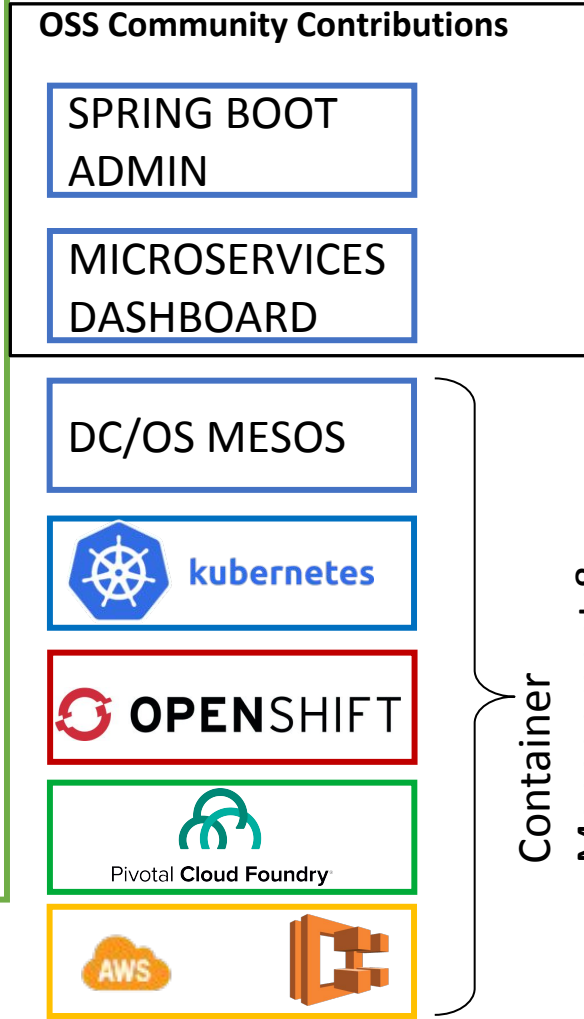 OSS Community Contributions
SPRING BOOT
ADMIN
MICROSERVICES
DASHBOARD
DC/OS MESOS
kubernetes
OPENSHIFT
Pivotal Cloud Foundry
AWS
Container